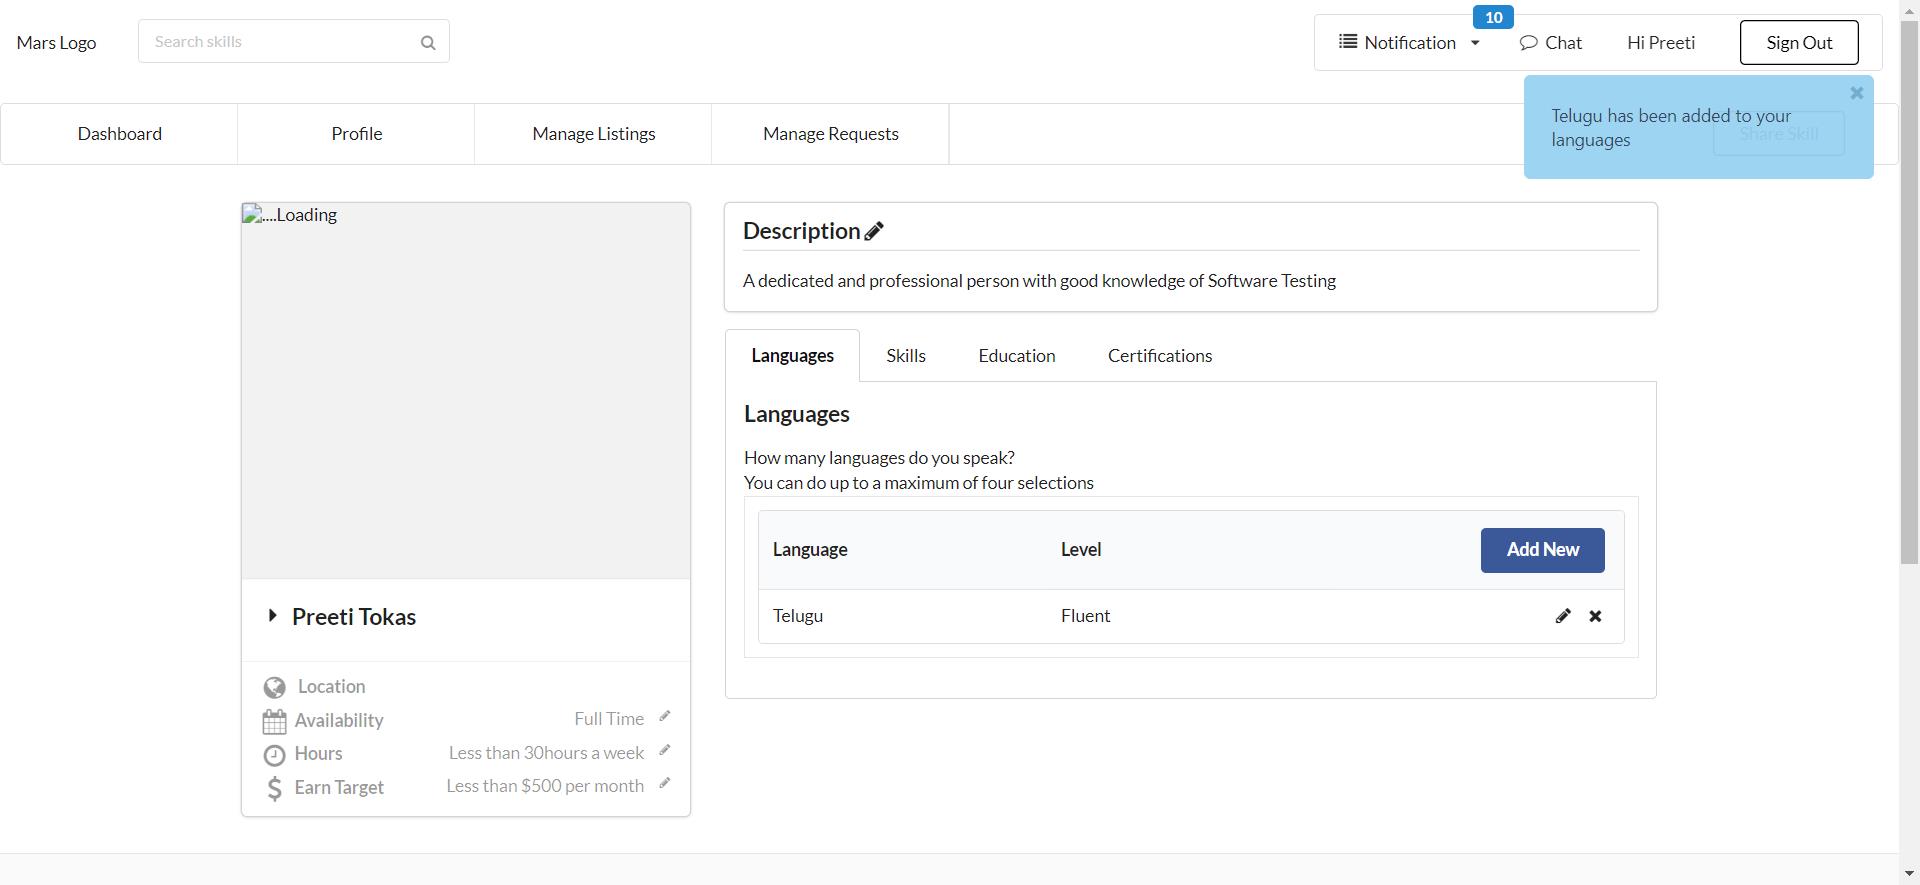 Mars Logo
Search skills
Notification
10
Chat
Hi Preeti
Sign Out
Dashboard
Profile
Manage Listings
Manage Requests
Share Skill
Telugu has been added to your
languages
....Loading
Description
A dedicated and professional person with good knowledge of Software Testing
Languages
Skills
Education
Certifications
Languages
How many languages do you speak?
You can do up to a maximum of four selections
Language
Level
Add New
Telugu
Fluent
Preeti Tokas
Location
Availability
Full Time
Hours
Less than 30hours a week
Earn Target
Less than $500 per month